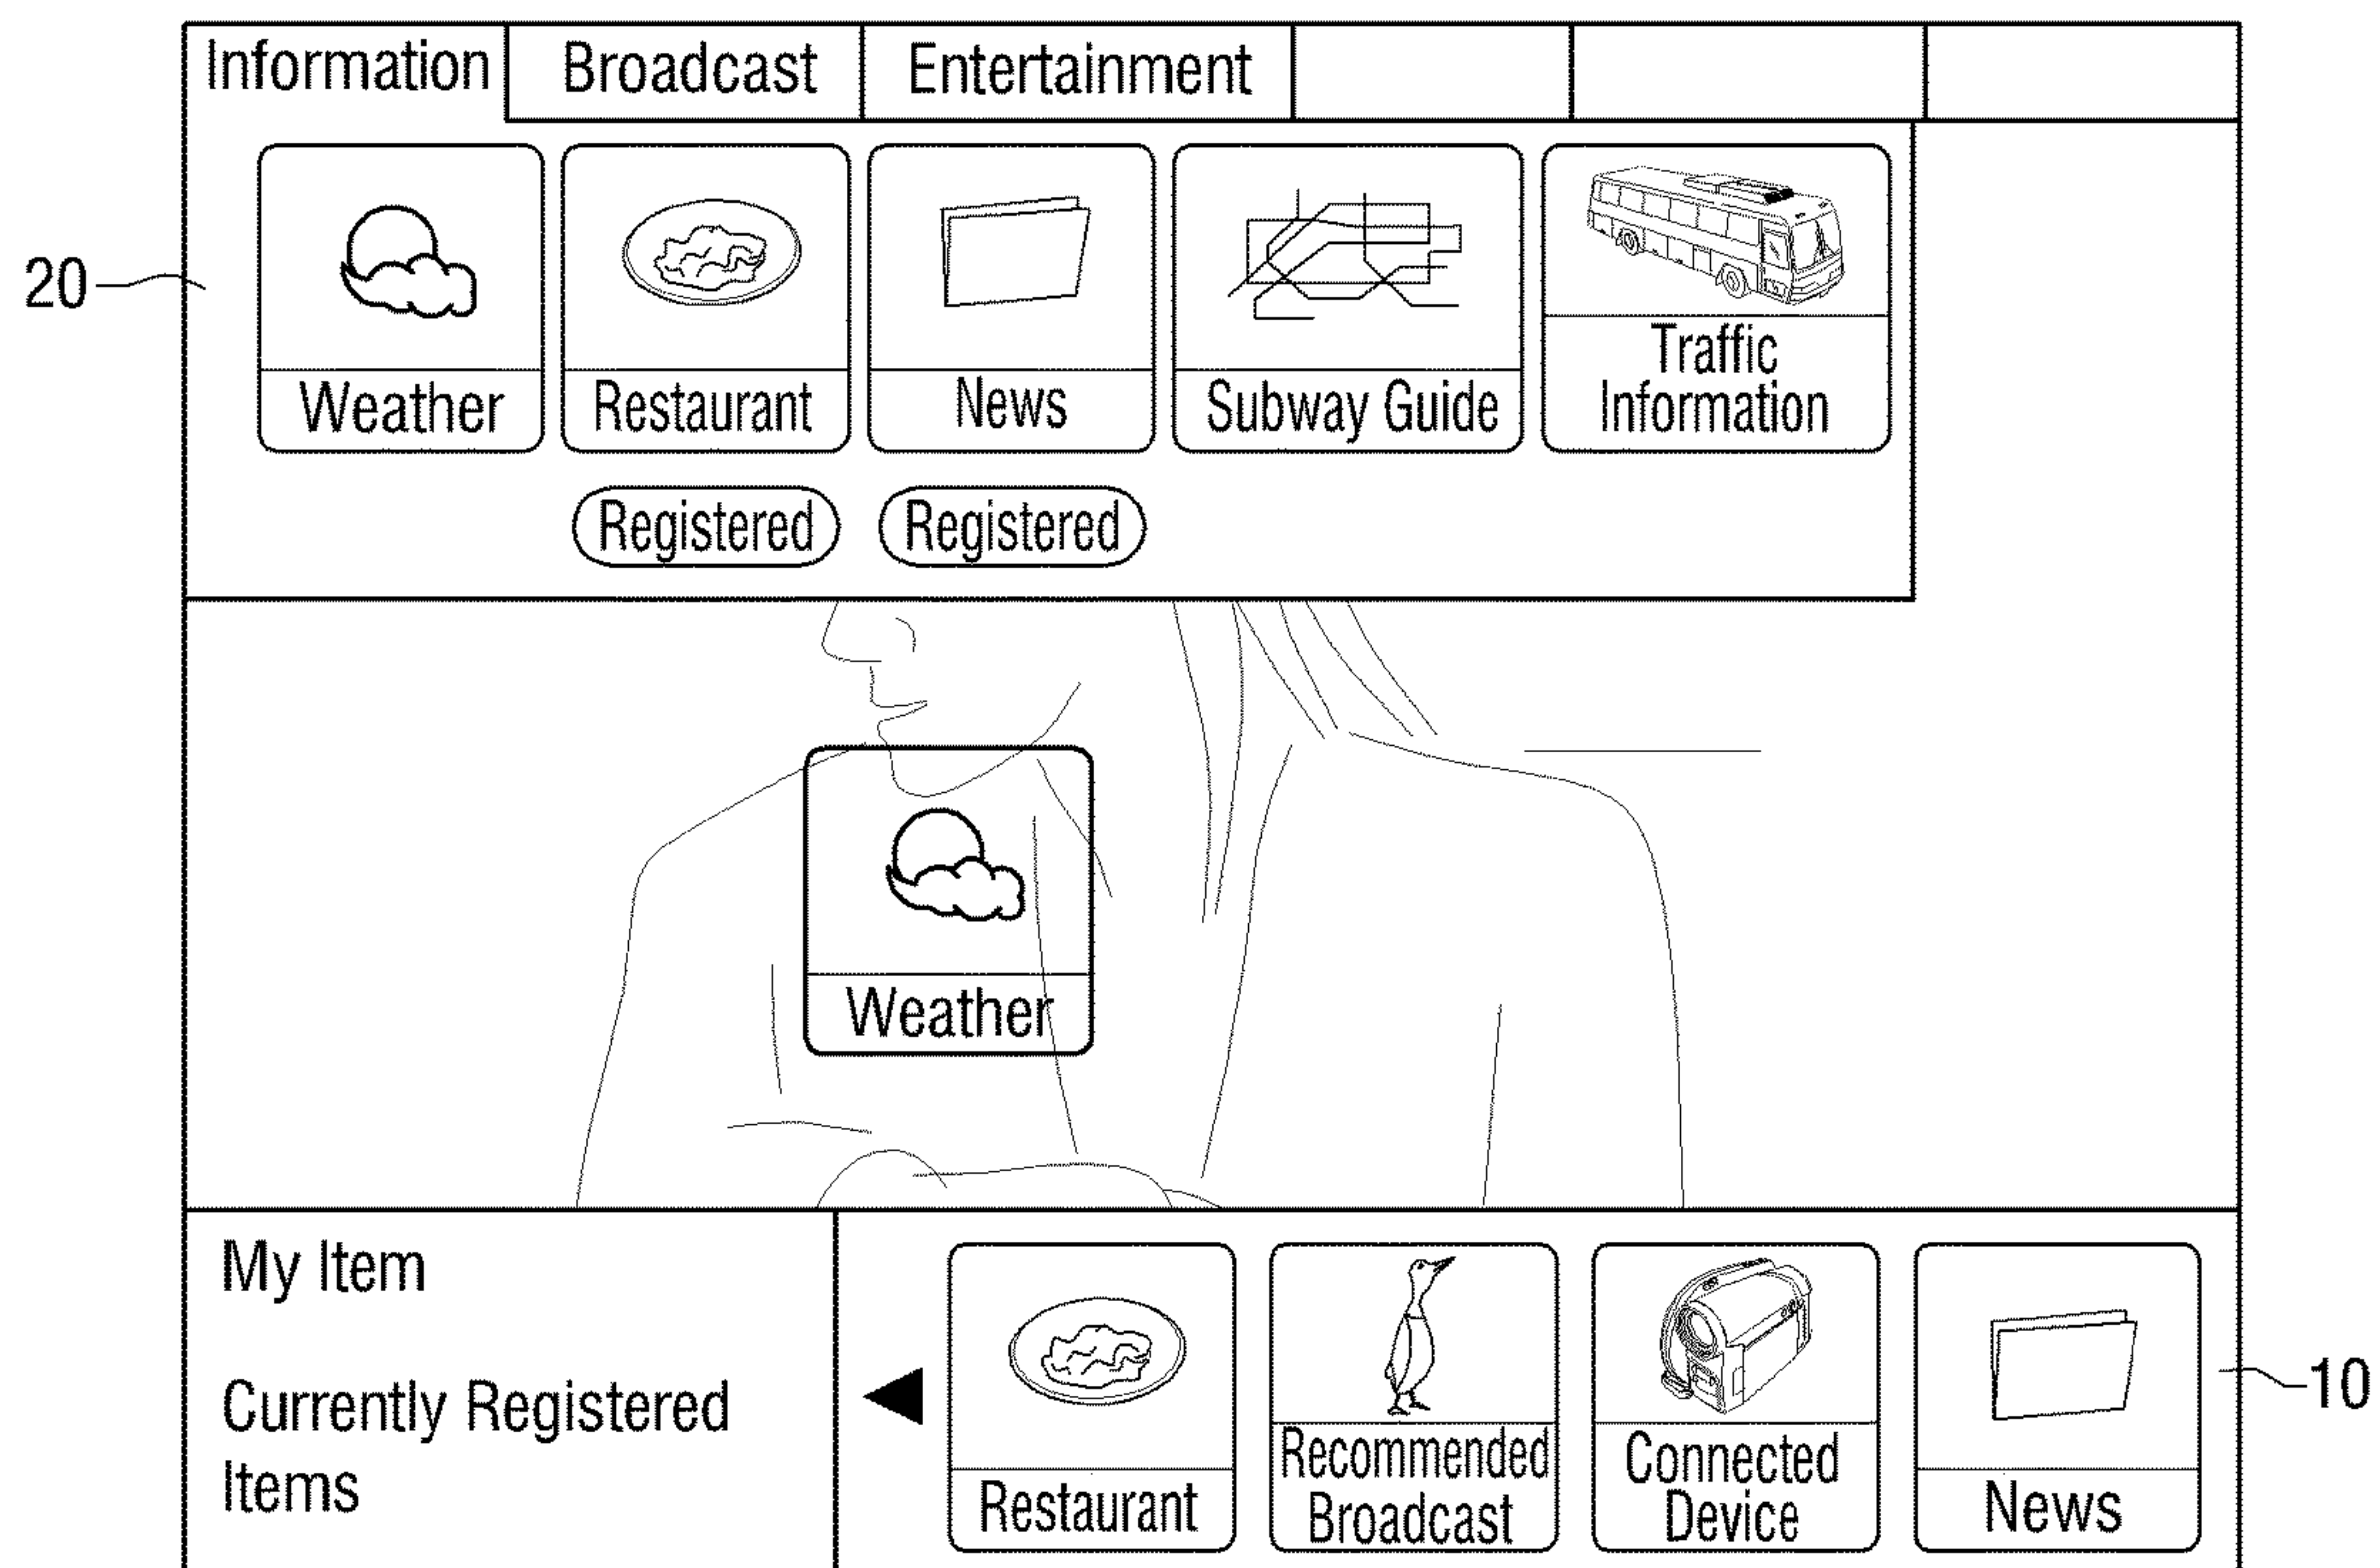 Information
Broadcast
Entertainment
20
Weather
Restaurant
News
Subway Guide
Traffic
Information
Registered
Registered
Weather
My Item
Currently Registered
Items
Restaurant
Recommended
Broadcast
Connected
Device
News
10